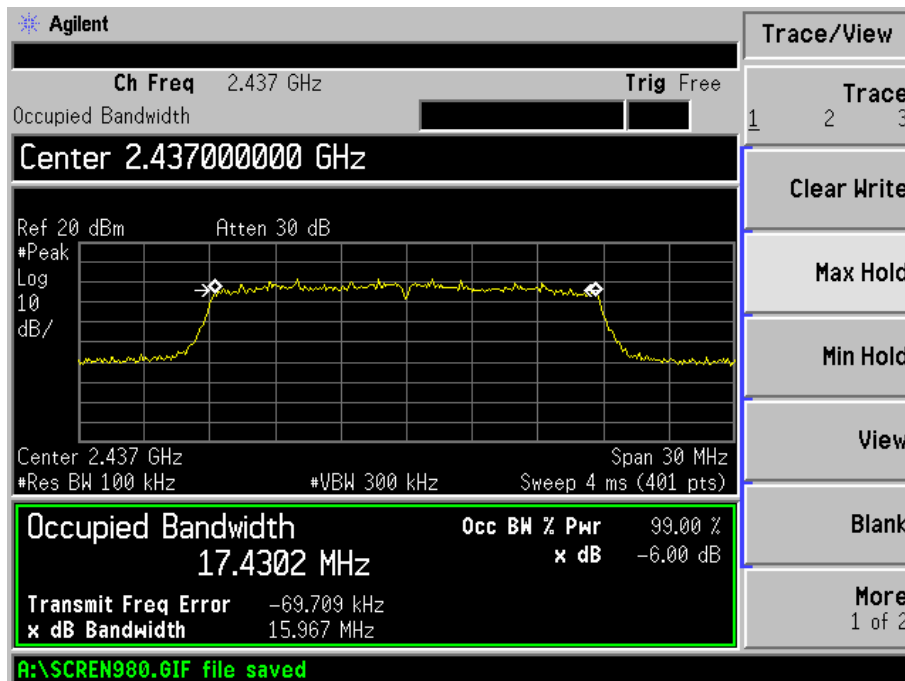 Agilent
Trace/View
Ch Freq 2.437 GHz Trig Free
Occupied Bandwidth
Trace
1 2 3
Center 2.437000000 GHz
Clear Write
Ref 20 dBm Atten 30 dB
#Peak
Log
10
dB/
Max Hold
Min Hold
View
Center 2.437 GHz Span 30 MHz
#Res BW 100 kHz #VBW 300 kHz Sweep 4 ms (401 pts)
Occupied Bandwidth
17.4302 MHz
Occ BW % Pwr 99.00 %
x dB -6.00 dB
Blank
Transmit Freq Error -69.709 kHz
x dB Bandwidth 15.967 MHz
More
1 of 2
A:\SCREN980.GIF file saved